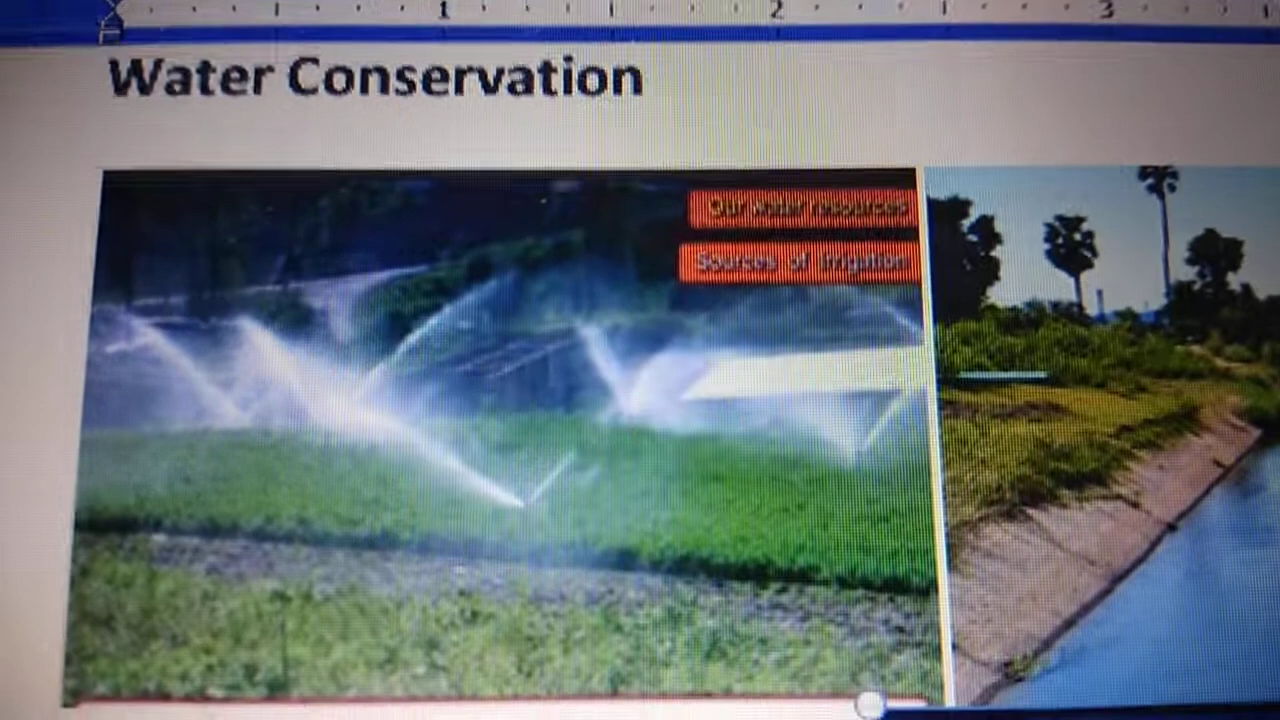 1 2 3
Water Conservation
Our water resources
Sources of Irrigation